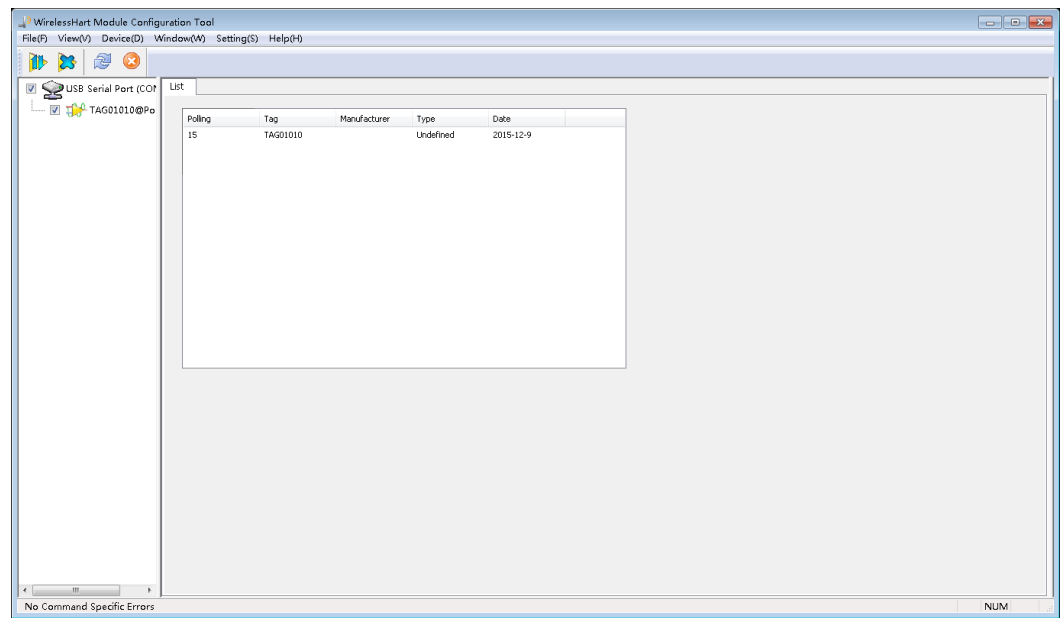 WirelessHart Module Configuration Tool
File(F) View(V) Device(D) Window(W) Setting(S) Help(H)
USB Serial Port (COM
TAG01010@Po
List
Polling Tag Manufacturer Type Date
15 TAG01010 Undefined 2015-12-9
No Command Specific Errors
NUM